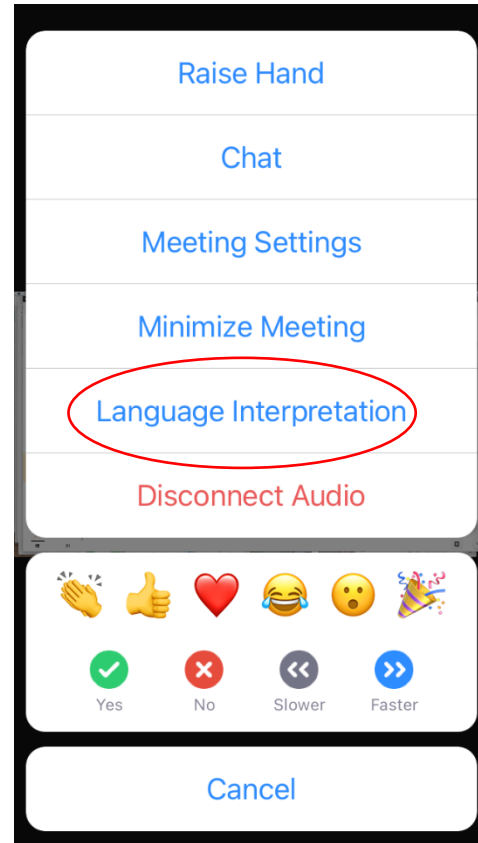 Raise Hand
Chat
Meeting Settings
Minimize Meeting
Language Interpretation
Disconnect Audio
Yes No Slower Faster
Cancel